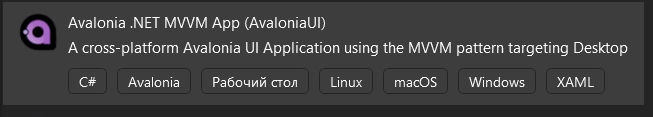 Avalonia .NET MVVM App (AvaloniaUI)
A cross-platform Avalonia UI Application using the MVVM pattern targeting Desktop
C# Avalonia Рабочий стол Linux macOS Windows XAML